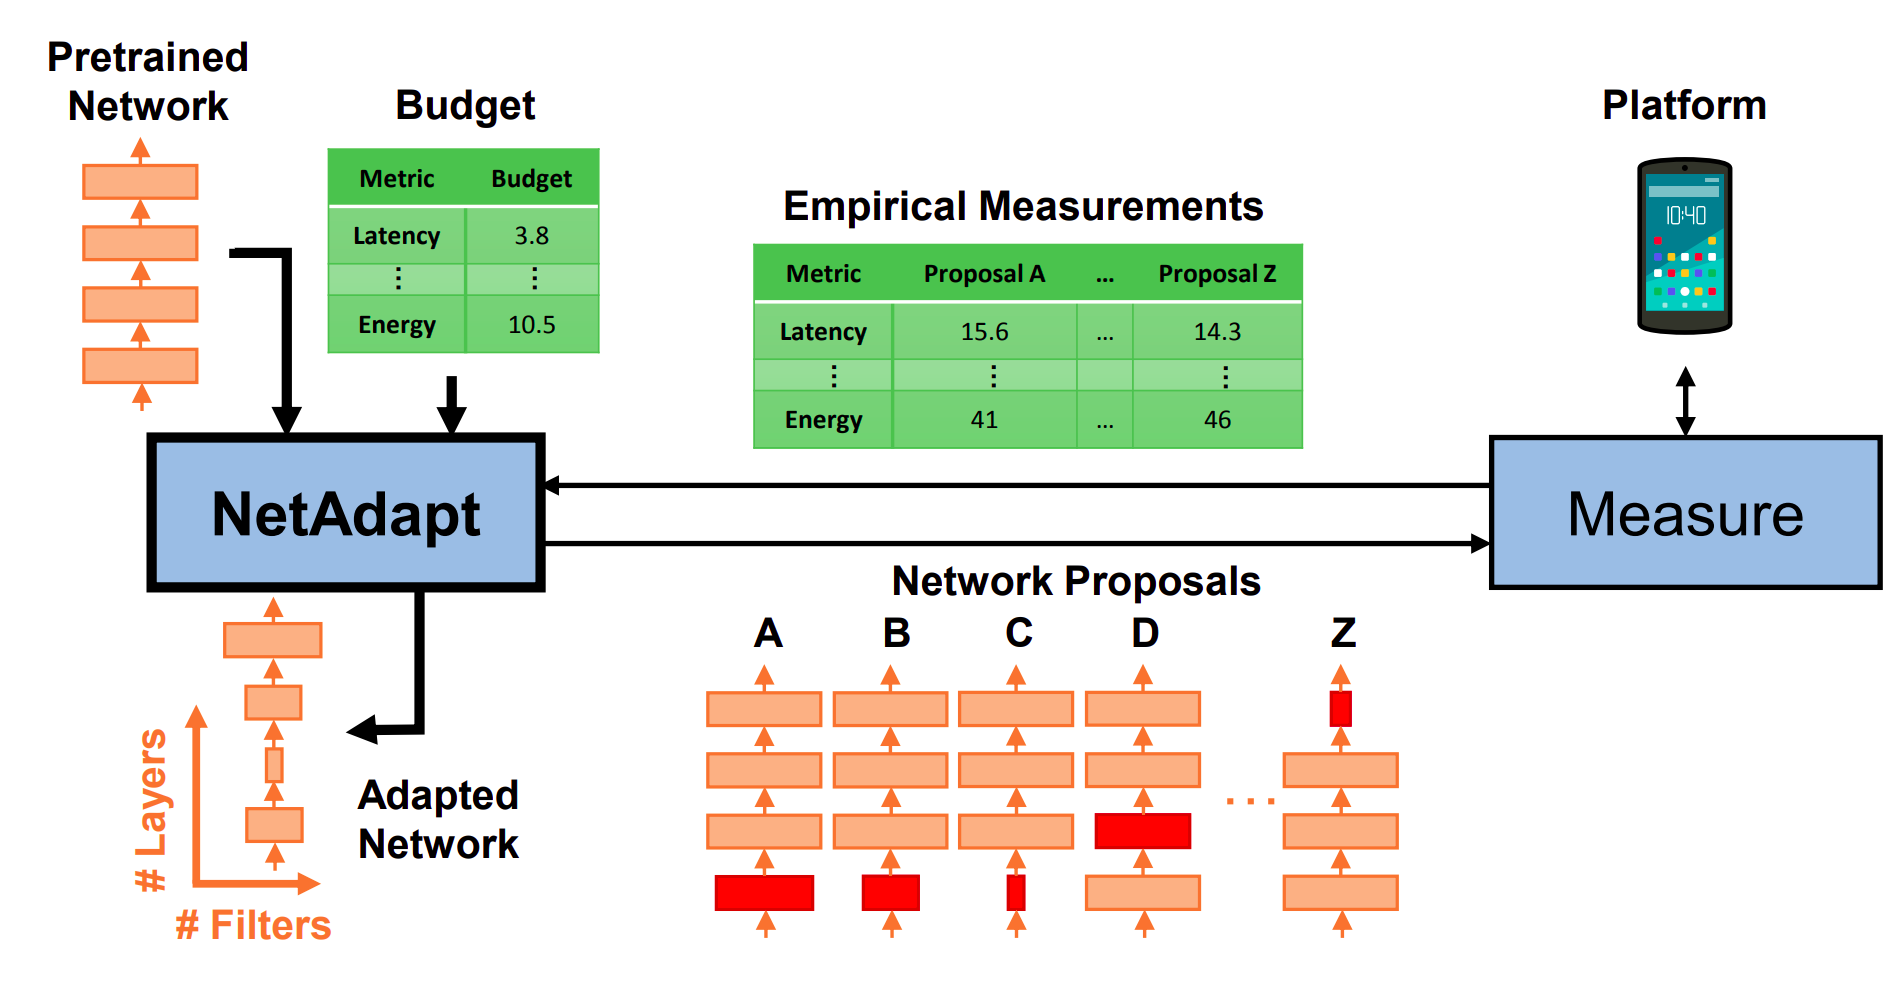 Pretrained
Network
Budget
Metric Budget
Latency 3.8
⋮ ⋮
Energy 10.5
Empirical Measurements
Metric Proposal A ... Proposal Z
Latency 15.6 ... 14.3
⋮ ⋮ ⋮
Energy 41 ... 46
Platform
10:40
NetAdapt
Measure
Network Proposals
A B C D Z
. . .
# Layers
# Filters
Adapted
Network